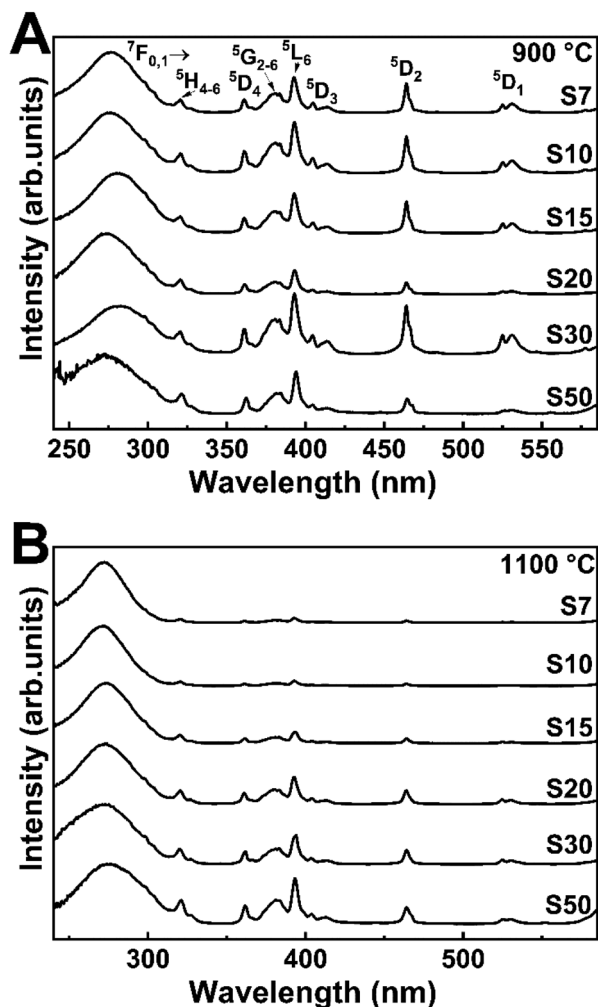 A
900 °C
⁷F₀,₁→
⁵H₄₋₆
⁵D₄
⁵G₂₋₆
⁵L₆
⁵D₃
⁵D₂
⁵D₁
S7
S10
S15
S20
S30
S50
Intensity (arb.units)
250 300 350 400 450 500 550
Wavelength (nm)
B
1100 °C
S7
S10
S15
S20
S30
S50
Intensity (arb.units)
300 400 500
Wavelength (nm)